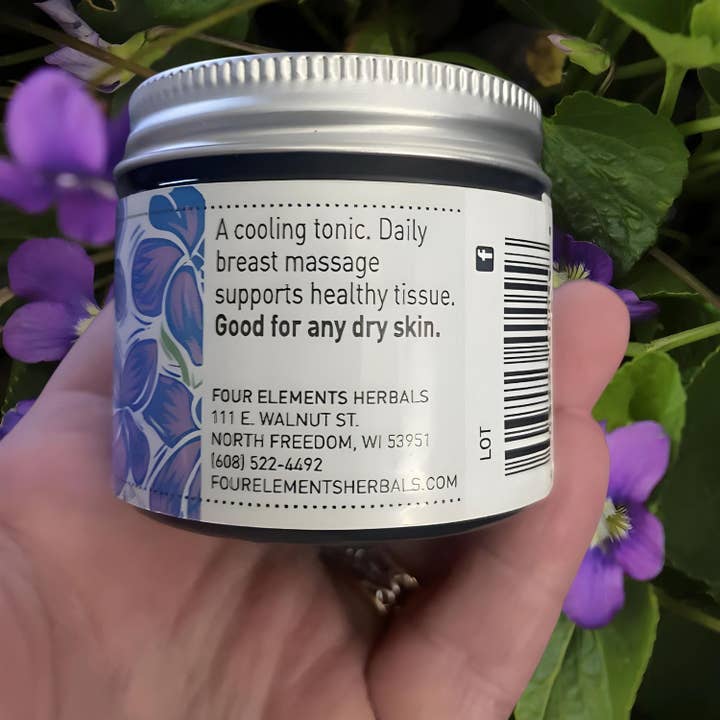 A cooling tonic. Daily
breast massage
supports healthy tissue.
Good for any dry skin.
FOUR ELEMENTS HERBALS
111 E. WALNUT ST.
NORTH FREEDOM, WI 53951
(608) 522-4492
FOURELEMENTSHERBALS.COM
f
LOT